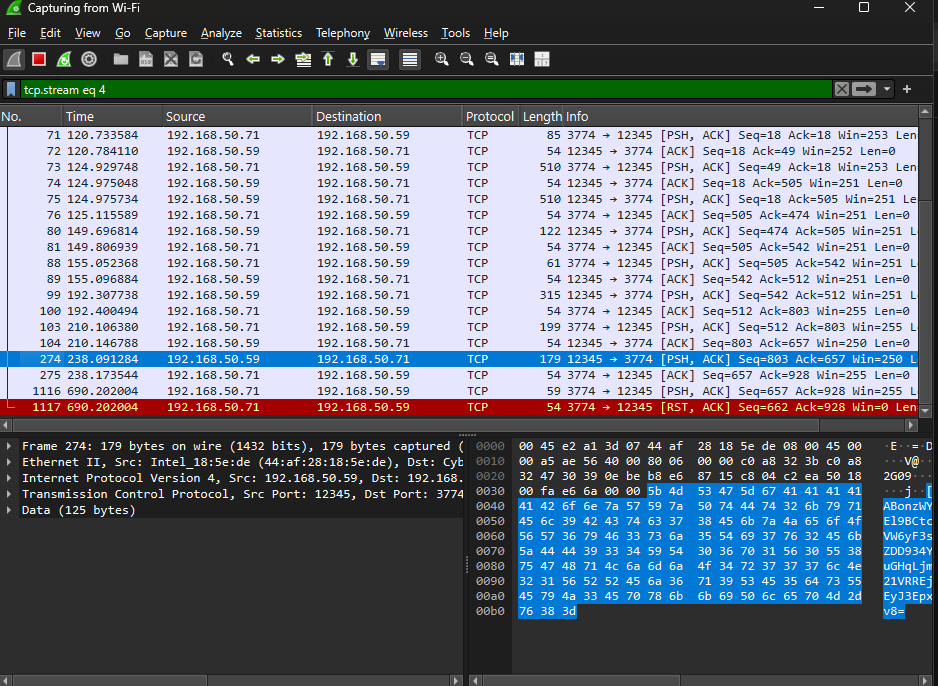 Capturing from Wi-Fi
File Edit View Go Capture Analyze Statistics Telephony Wireless Tools Help
tcp.stream eq 4
No. Time Source Destination Protocol Length Info
71 120.733584 192.168.50.71 192.168.50.59 TCP 85 3774 → 12345 [PSH, ACK] Seq=18 Ack=18 Win=253 Len
72 120.784110 192.168.50.59 192.168.50.71 TCP 54 12345 → 3774 [ACK] Seq=18 Ack=49 Win=252 Len=0
73 124.929748 192.168.50.71 192.168.50.59 TCP 510 3774 → 12345 [PSH, ACK] Seq=49 Ack=18 Win=253 Len
74 124.975048 192.168.50.59 192.168.50.71 TCP 54 12345 → 3774 [ACK] Seq=18 Ack=505 Win=251 Len=0
75 124.975734 192.168.50.59 192.168.50.71 TCP 510 12345 → 3774 [PSH, ACK] Seq=18 Ack=505 Win=251 Le
76 125.115589 192.168.50.71 192.168.50.59 TCP 54 3774 → 12345 [ACK] Seq=505 Ack=474 Win=251 Len=0
80 149.696814 192.168.50.59 192.168.50.71 TCP 122 12345 → 3774 [PSH, ACK] Seq=474 Ack=505 Win=251 L
81 149.806939 192.168.50.71 192.168.50.59 TCP 54 3774 → 12345 [ACK] Seq=505 Ack=542 Win=251 Len=0
88 155.052368 192.168.50.71 192.168.50.59 TCP 61 3774 → 12345 [PSH, ACK] Seq=505 Ack=542 Win=251 L
89 155.096884 192.168.50.59 192.168.50.71 TCP 54 12345 → 3774 [ACK] Seq=542 Ack=512 Win=251 Len=0
99 192.307738 192.168.50.59 192.168.50.71 TCP 315 12345 → 3774 [PSH, ACK] Seq=542 Ack=512 Win=251 L
100 192.400494 192.168.50.71 192.168.50.59 TCP 54 3774 → 12345 [ACK] Seq=512 Ack=803 Win=255 Len=0
103 210.106380 192.168.50.71 192.168.50.59 TCP 199 3774 → 12345 [PSH, ACK] Seq=512 Ack=803 Win=255 L
104 210.146788 192.168.50.59 192.168.50.71 TCP 54 12345 → 3774 [ACK] Seq=803 Ack=657 Win=250 Len=0
274 238.091284 192.168.50.59 192.168.50.71 TCP 179 12345 → 3774 [PSH, ACK] Seq=803 Ack=657 Win=250 L
275 238.173544 192.168.50.71 192.168.50.59 TCP 54 3774 → 12345 [ACK] Seq=657 Ack=928 Win=255 Len=0
1116 690.202004 192.168.50.71 192.168.50.59 TCP 59 3774 → 12345 [PSH, ACK] Seq=657 Ack=928 Win=255 L
1117 690.202004 192.168.50.71 192.168.50.59 TCP 54 3774 → 12345 [RST, ACK] Seq=662 Ack=928 Win=0 Len
Frame 274: 179 bytes on wire (1432 bits), 179 bytes captured (
Ethernet II, Src: Intel_18:5e:de (44:af:28:18:5e:de), Dst: Cyb
Internet Protocol Version 4, Src: 192.168.50.59, Dst: 192.168.
Transmission Control Protocol, Src Port: 12345, Dst Port: 3774
Data (125 bytes)
0000 00 45 e2 a1 3d 07 44 af 28 18 5e de 08 00 45 00 ·E··=·D
0010 00 a5 ae 56 40 00 80 06 00 00 c0 a8 32 3b c0 a8 ···V@··
0020 32 47 30 39 0e be b8 e6 87 15 c8 04 c2 ea 50 18 2G09···
0030 00 fa e6 6a 00 00 5b 4d 53 47 5d 67 41 41 41 41 ···j··[
0040 41 42 6f 6e 7a 57 59 7a 50 74 44 74 32 6b 79 71 ABonzWY
0050 45 6c 39 42 43 74 63 37 38 45 6b 7a 4a 65 6f 4f El9BCtc
0060 56 57 36 79 46 33 73 6a 35 54 69 37 76 32 45 6b VW6yF3s
0070 5a 44 44 39 33 34 59 54 30 36 70 31 56 30 55 38 ZDD934Y
0080 75 47 48 71 4c 6a 6d 6a 4f 34 72 37 37 37 6c 4e uGHqLjm
0090 32 31 56 52 52 45 6a 36 71 39 53 45 35 64 73 55 21VRREj
00a0 45 79 4a 33 45 70 78 6b 6b 69 50 6c 65 70 4d 2d EyJ3Epx
00b0 76 38 3d v8=